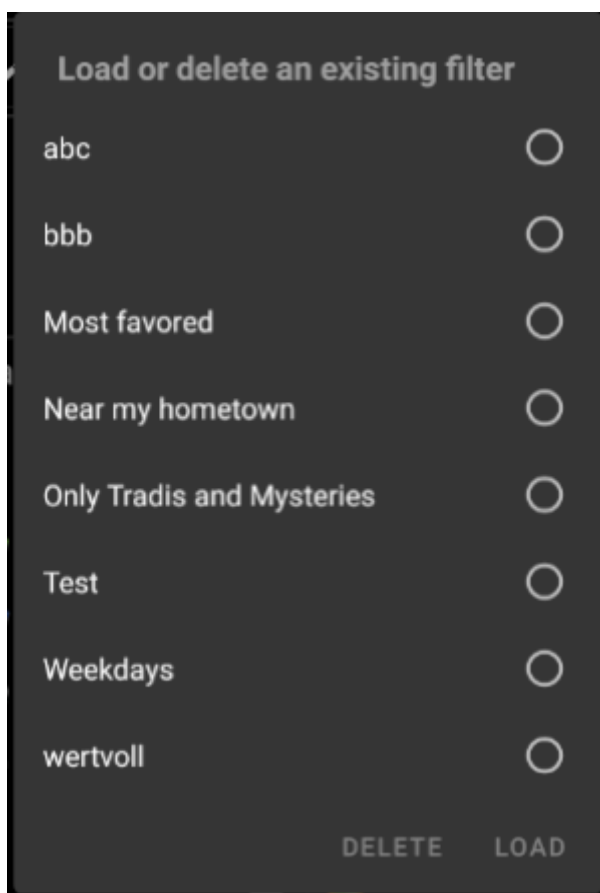 Load or delete an existing filter
abc
bbb
Most favored
Near my hometown
Only Tradis and Mysteries
Test
Weekdays
wertvoll
DELETE LOAD